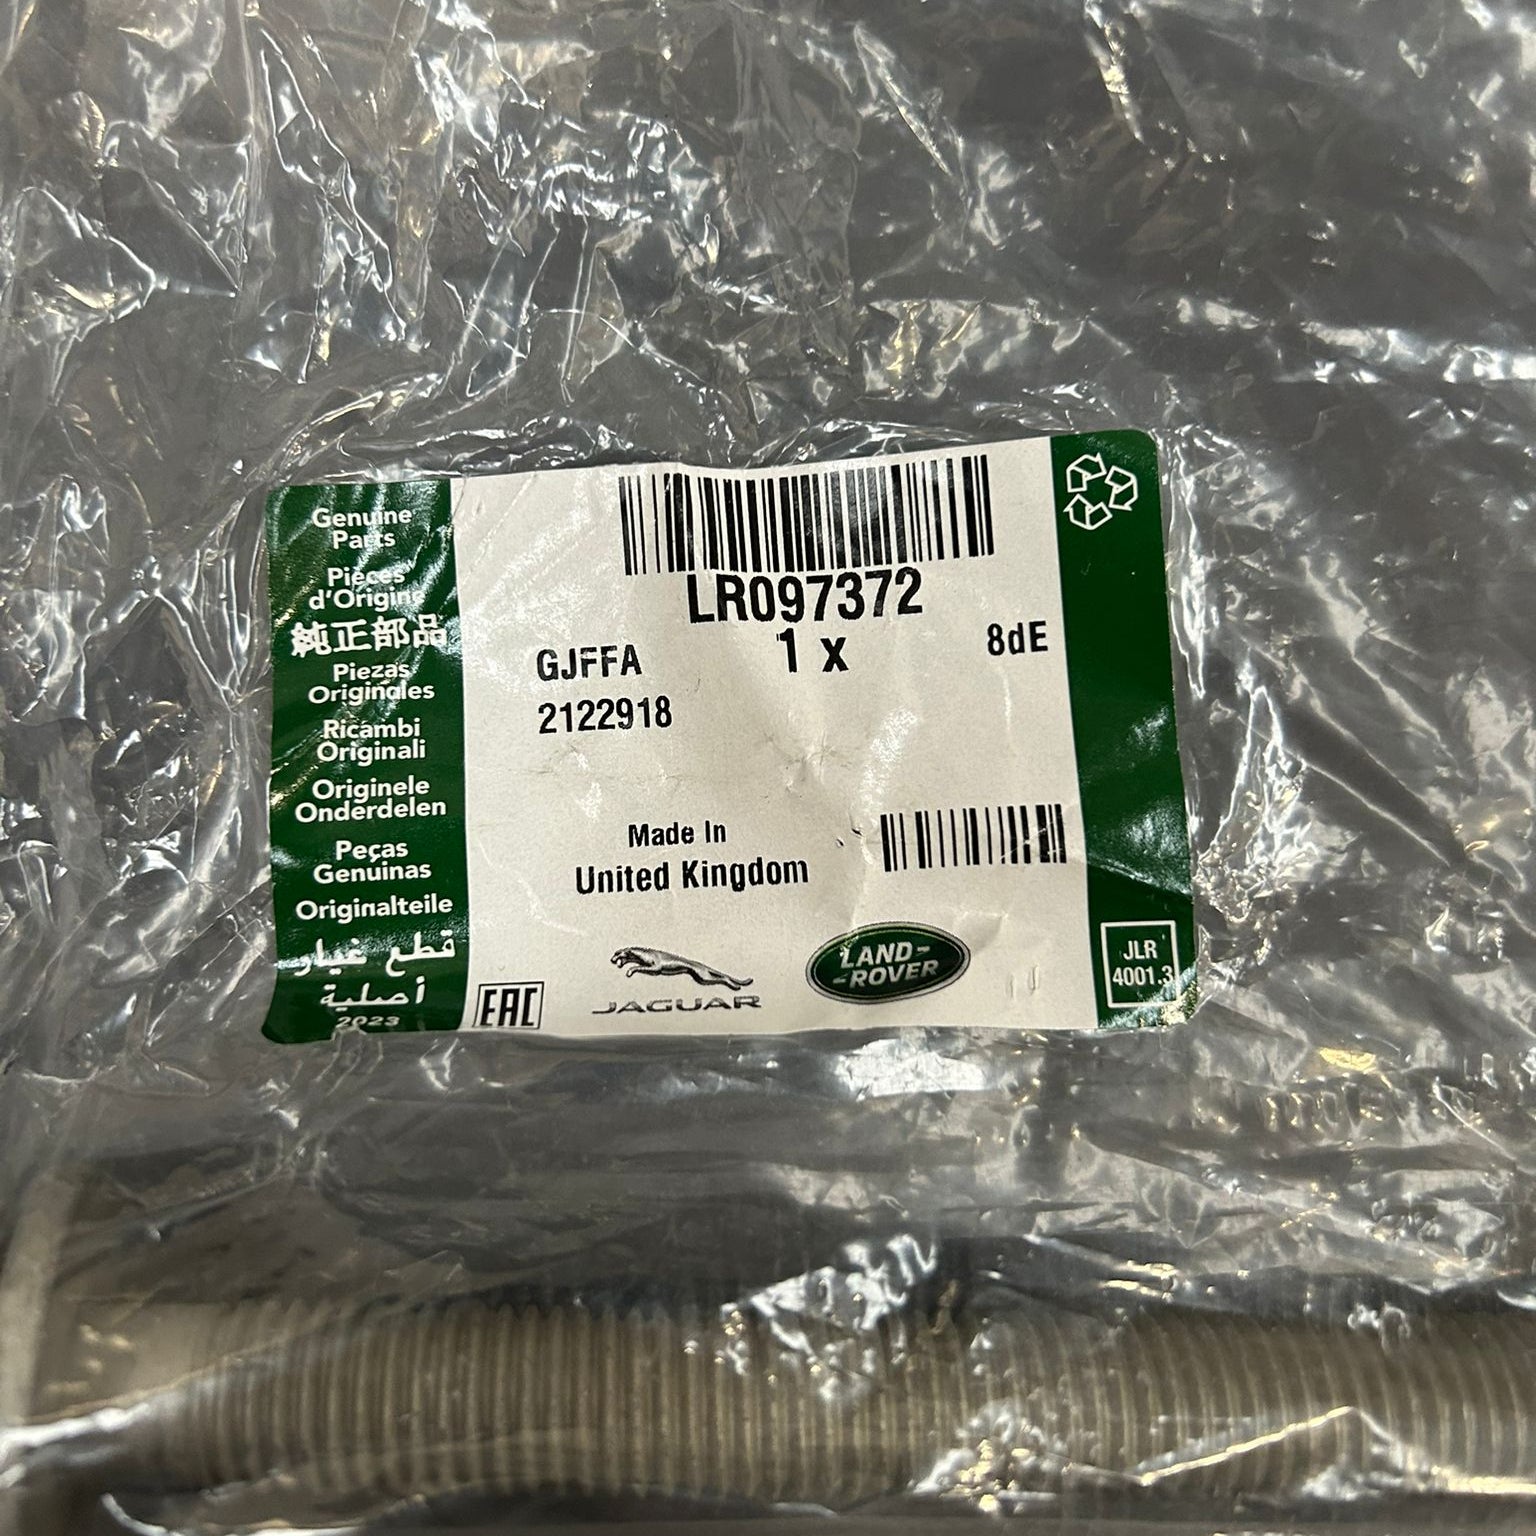 Genuine
Parts
Pièces
d'Origine
純正部品
Piezas
Originales
Ricambi
Originali
Originele
Onderdelen
Peças
Genuinas
Originalteile
قطع غيار
أصلية
2023
LR097372
1 x
GJFFA
8dE
2122918
Made In
United Kingdom
EAC
JAGUAR
LAND-
-ROVER
JLR
4001.3